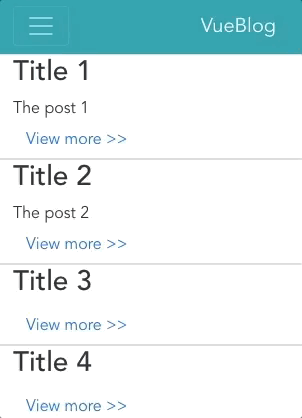 VueBlog
Title 1
The post 1
View more >>
Title 2
The post 2
View more >>
Title 3
View more >>
Title 4
View more >>